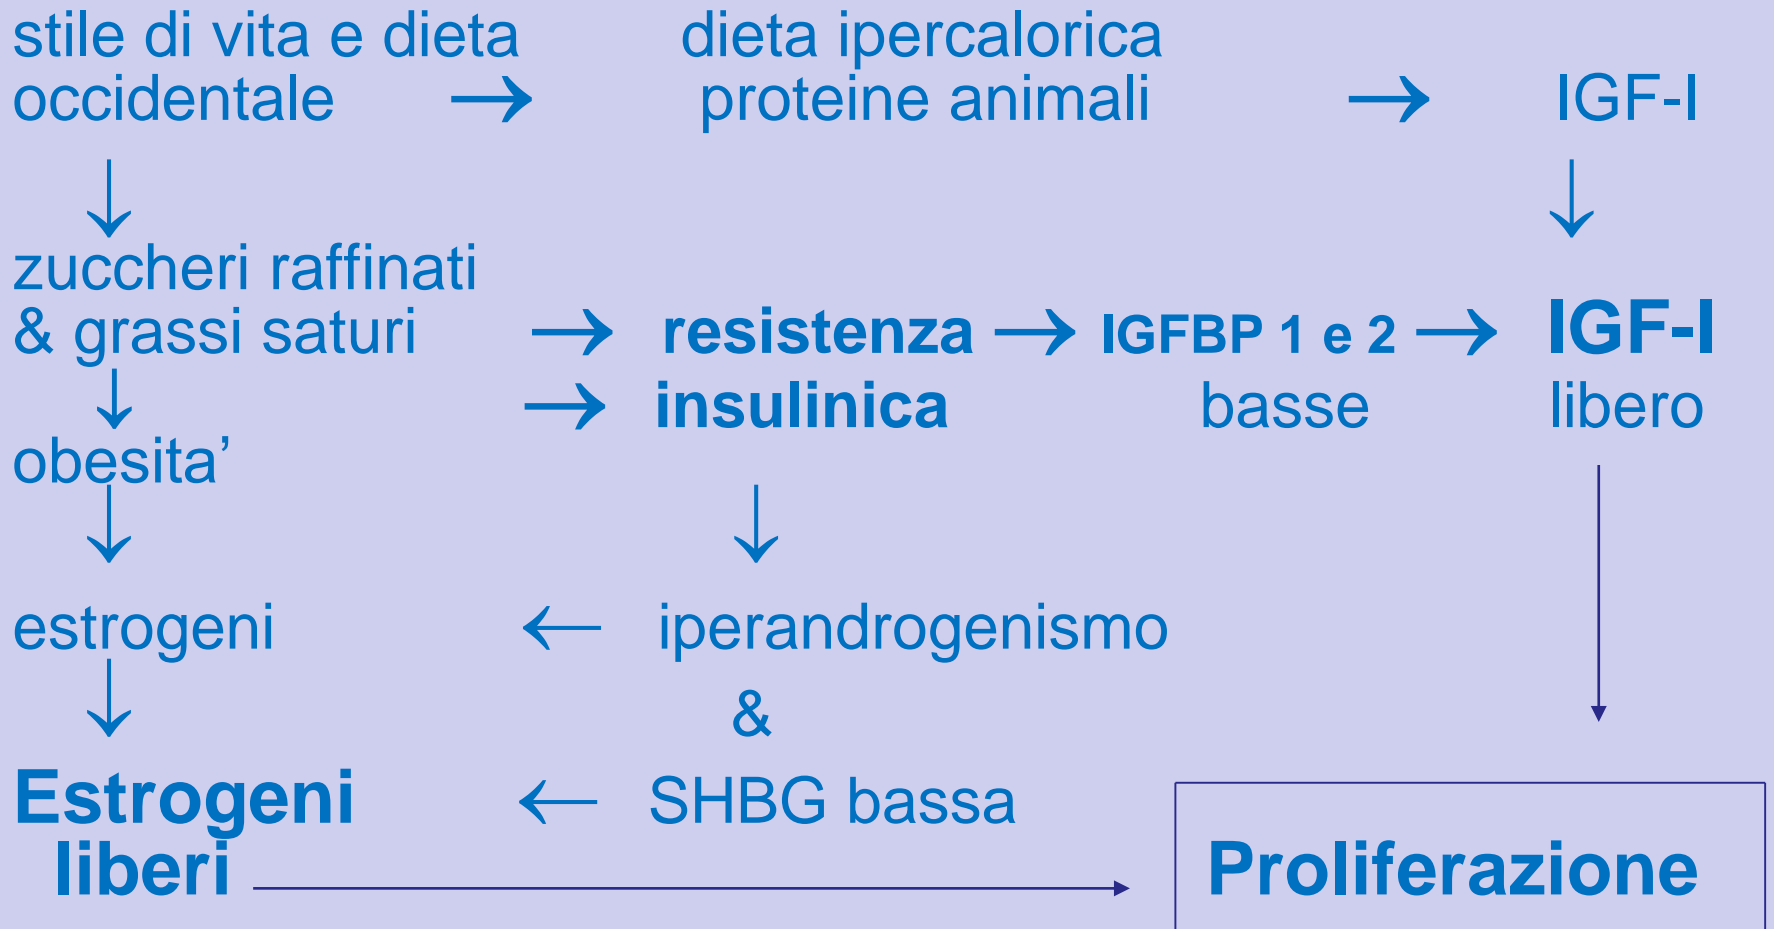 stile di vita e dieta dieta ipercalorica
occidentale → proteine animali → IGF-I
↓ ↓
zuccheri raffinati
& grassi saturi → resistenza → IGFBP 1 e 2 → IGF-I
↓ → insulinica basse libero
obesita’
↓ ↓
estrogeni ← iperandrogenismo
↓ &
Estrogeni ← SHBG bassa
liberi → Proliferazione